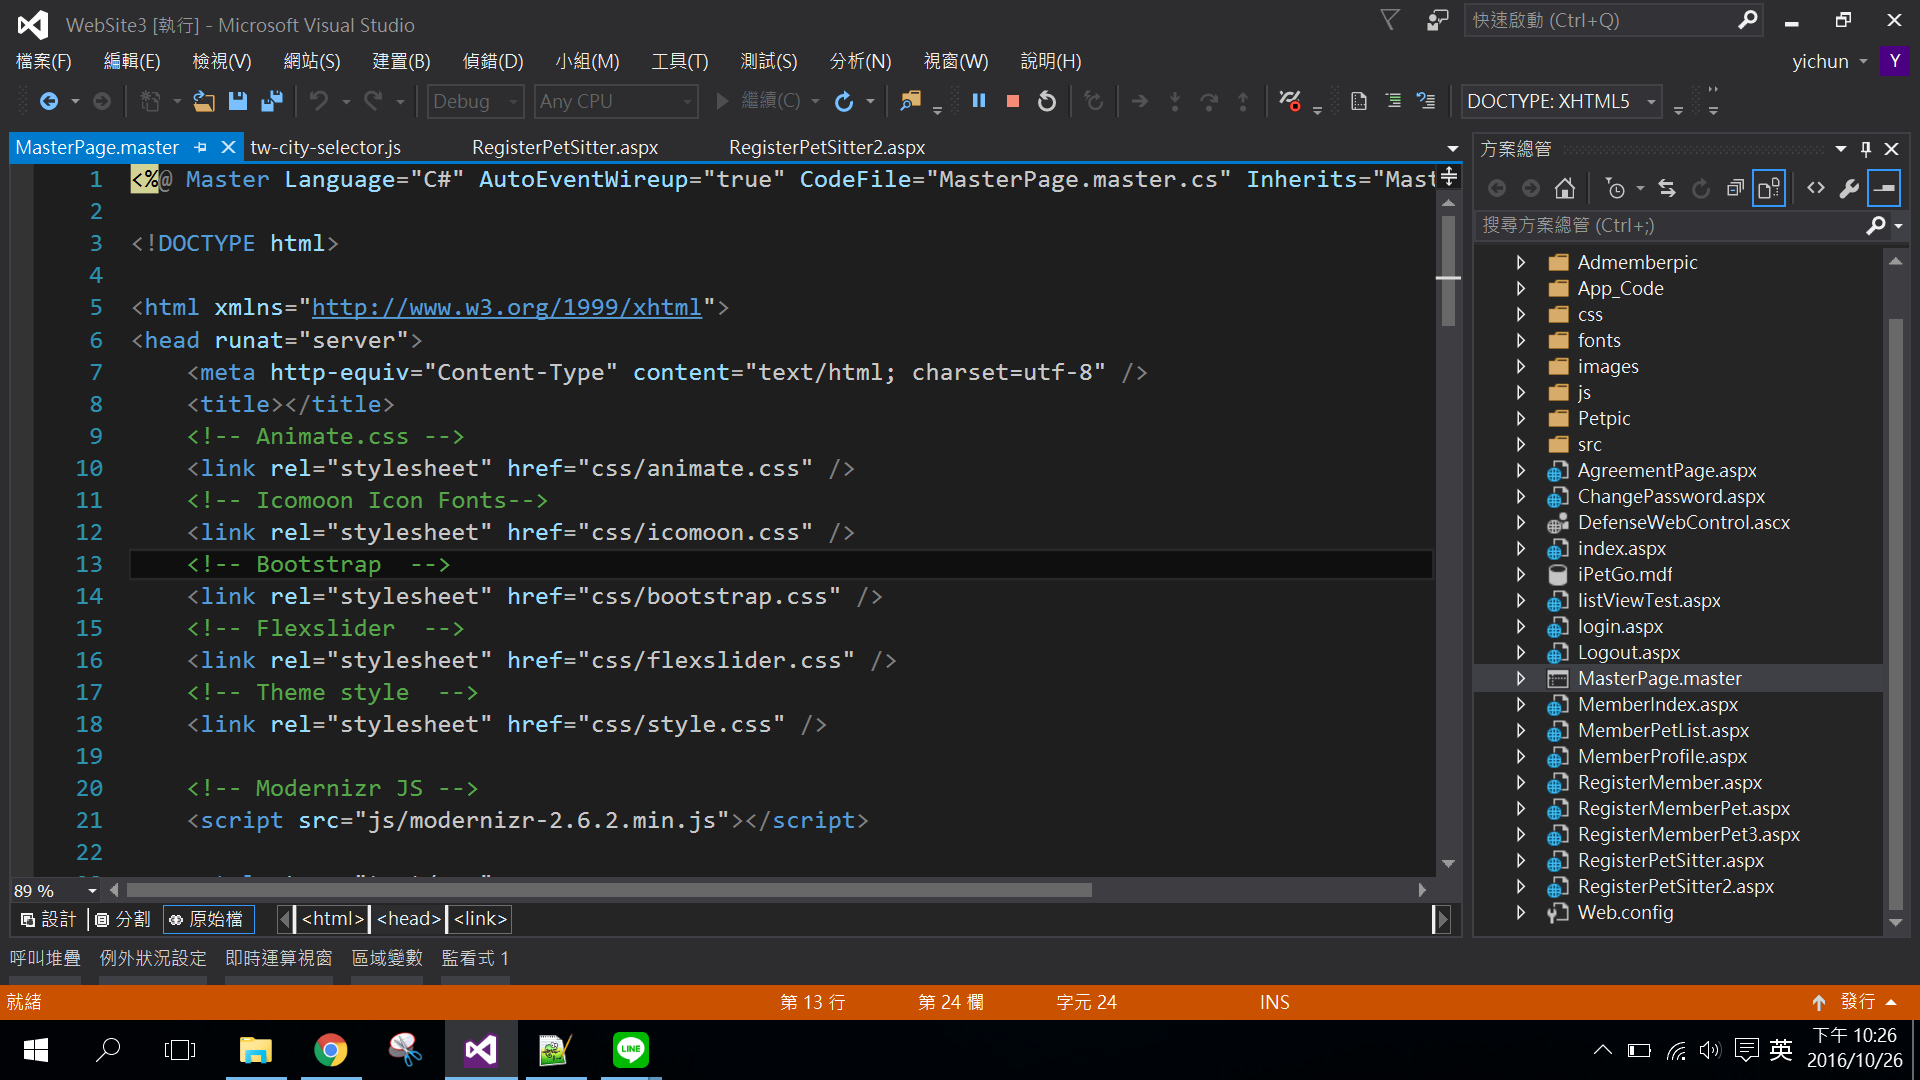 WebSite3 [執行] - Microsoft Visual Studio
快速啟動 (Ctrl+Q)
檔案(F) 編輯(E) 檢視(V) 網站(S) 建置(B) 偵錯(D) 小組(M) 工具(T) 測試(S) 分析(N) 視窗(W) 說明(H)
yichun Y
Debug Any CPU 繼續(C) DOCTYPE: XHTML5
MasterPage.master tw-city-selector.js RegisterPetSitter.aspx RegisterPetSitter2.aspx
1 <%@ Master Language="C#" AutoEventWireup="true" CodeFile="MasterPage.master.cs" Inherits="Mast
2
3 <!DOCTYPE html>
4
5 <html xmlns="http://www.w3.org/1999/xhtml">
6 <head runat="server">
7 <meta http-equiv="Content-Type" content="text/html; charset=utf-8" />
8 <title></title>
9 <!-- Animate.css -->
10 <link rel="stylesheet" href="css/animate.css" />
11 <!-- Icomoon Icon Fonts-->
12 <link rel="stylesheet" href="css/icomoon.css" />
13 <!-- Bootstrap  -->
14 <link rel="stylesheet" href="css/bootstrap.css" />
15 <!-- Flexslider  -->
16 <link rel="stylesheet" href="css/flexslider.css" />
17 <!-- Theme style  -->
18 <link rel="stylesheet" href="css/style.css" />
19
20 <!-- Modernizr JS -->
21 <script src="js/modernizr-2.6.2.min.js"></script>
22
89 %
設計 分割 原始檔 <html> <head> <link>
方案總管
搜尋方案總管 (Ctrl+;)
Admemberpic
App_Code
css
fonts
images
js
Petpic
src
AgreementPage.aspx
ChangePassword.aspx
DefenseWebControl.ascx
index.aspx
iPetGo.mdf
listViewTest.aspx
login.aspx
Logout.aspx
MasterPage.master
MemberIndex.aspx
MemberPetList.aspx
MemberProfile.aspx
RegisterMember.aspx
RegisterMemberPet.aspx
RegisterMemberPet3.aspx
RegisterPetSitter.aspx
RegisterPetSitter2.aspx
Web.config
呼叫堆疊 例外狀況設定 即時運算視窗 區域變數 監看式 1
就緒 第 13 行 第 24 欄 字元 24 INS 發行
LINE
英
下午 10:26
2016/10/26